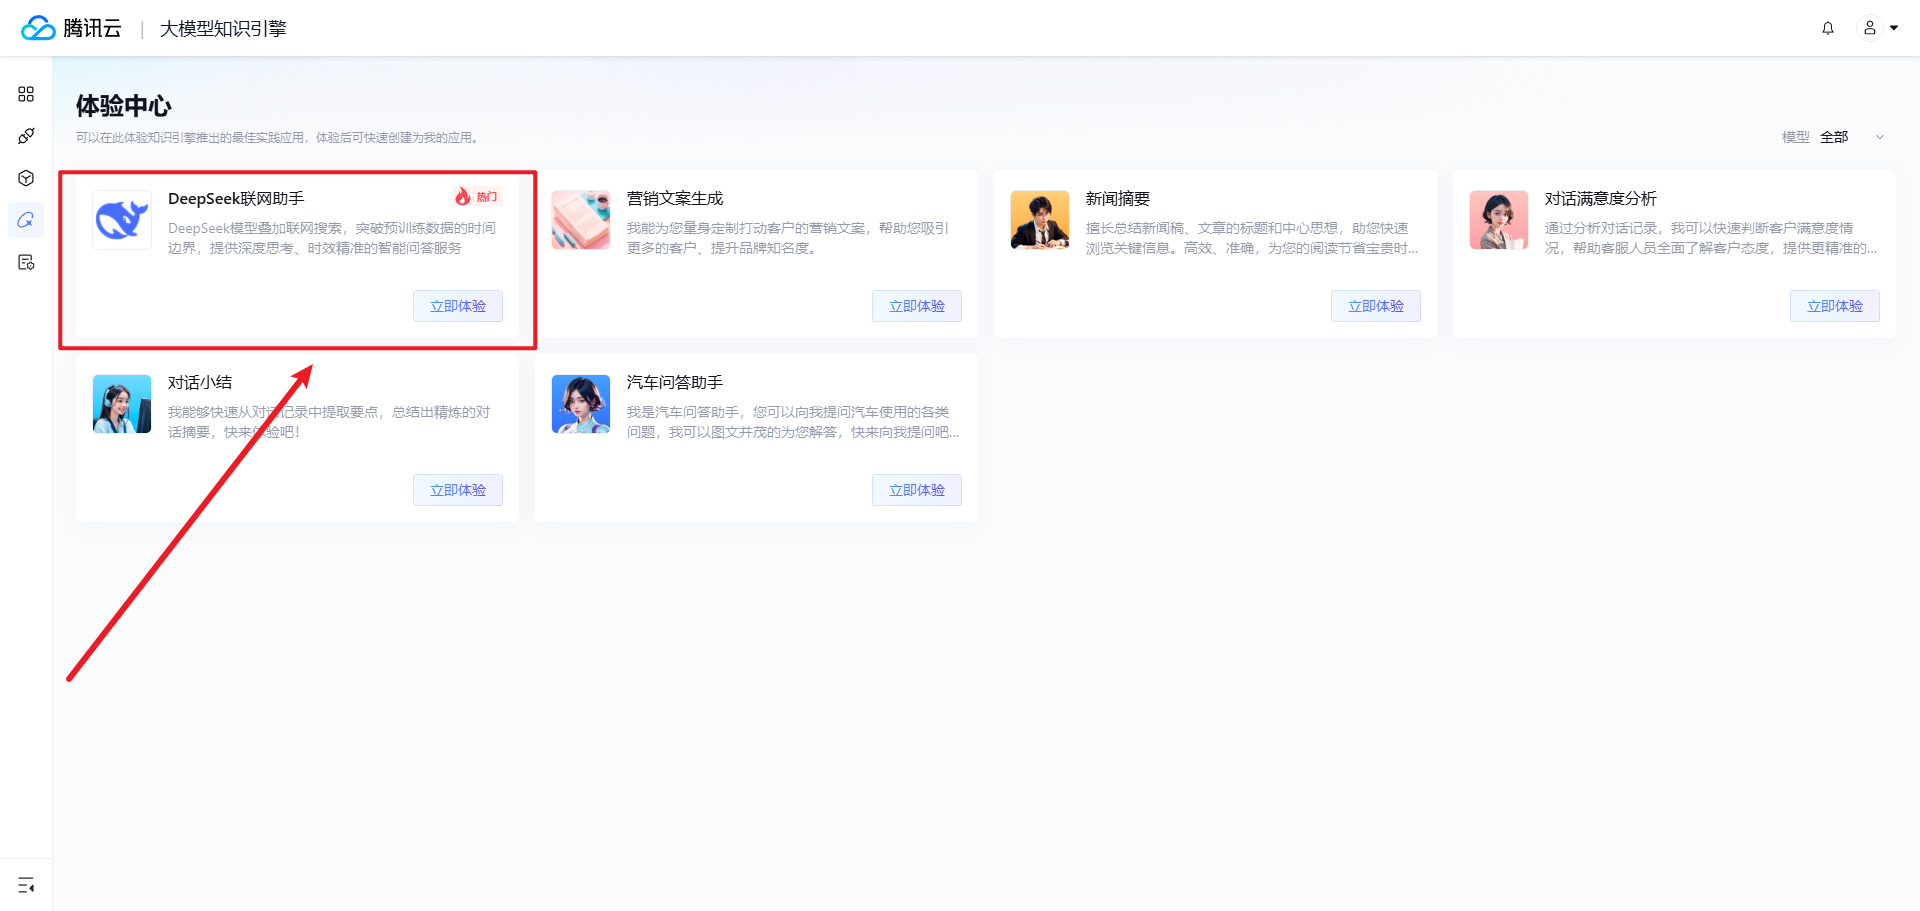 腾讯云 | 大模型知识引擎
体验中心
可以在此体验知识引擎推出的最佳实践应用，体验后可快速创建为我的应用。
模型 全部
DeepSeek联网助手
热门
DeepSeek模型叠加联网搜索，突破预训练数据的时间
边界，提供深度思考、时效精准的智能问答服务
立即体验
营销文案生成
我能为您量身定制打动客户的营销文案，帮助您吸引
更多的客户、提升品牌知名度。
立即体验
新闻摘要
擅长总结新闻稿、文章的标题和中心思想，助您快速
浏览关键信息。高效、准确，为您的阅读节省宝贵时...
立即体验
对话满意度分析
通过分析对话记录，我可以快速判断客户满意度情
况，帮助客服人员全面了解客户态度，提供更精准的...
立即体验
对话小结
我能够快速从对话记录中提取要点，总结出精炼的对
话摘要，快来体验吧！
立即体验
汽车问答助手
我是汽车问答助手，您可以向我提问汽车使用的各类
问题，我可以图文并茂的为您解答，快来向我提问吧...
立即体验